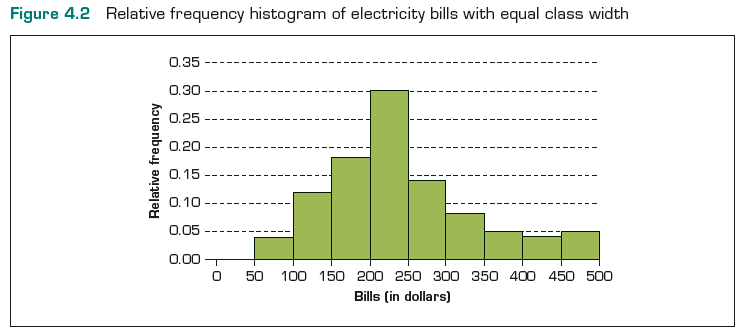 Figure 4.2 Relative frequency histogram of electricity bills with equal class width
0.35
0.30
0.25
0.20
0.15
0.10
0.05
0.00
Relative frequency
0 50 100 150 200 250 300 350 400 450 500
Bills (in dollars)